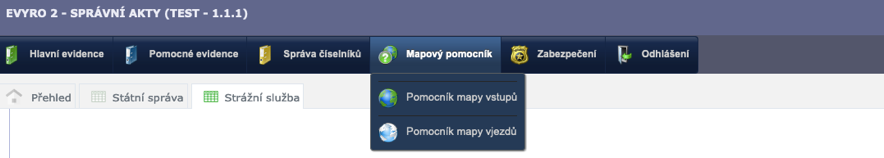 EVYRO 2 - SPRÁVNÍ AKTY (TEST - 1.1.1)
Hlavní evidence Pomocné evidence Správa číselníků Mapový pomocník Zabezpečení Odhlášení
Pomocník mapy vstupů
Pomocník mapy vjezdů
Přehled Státní správa Strážní služba